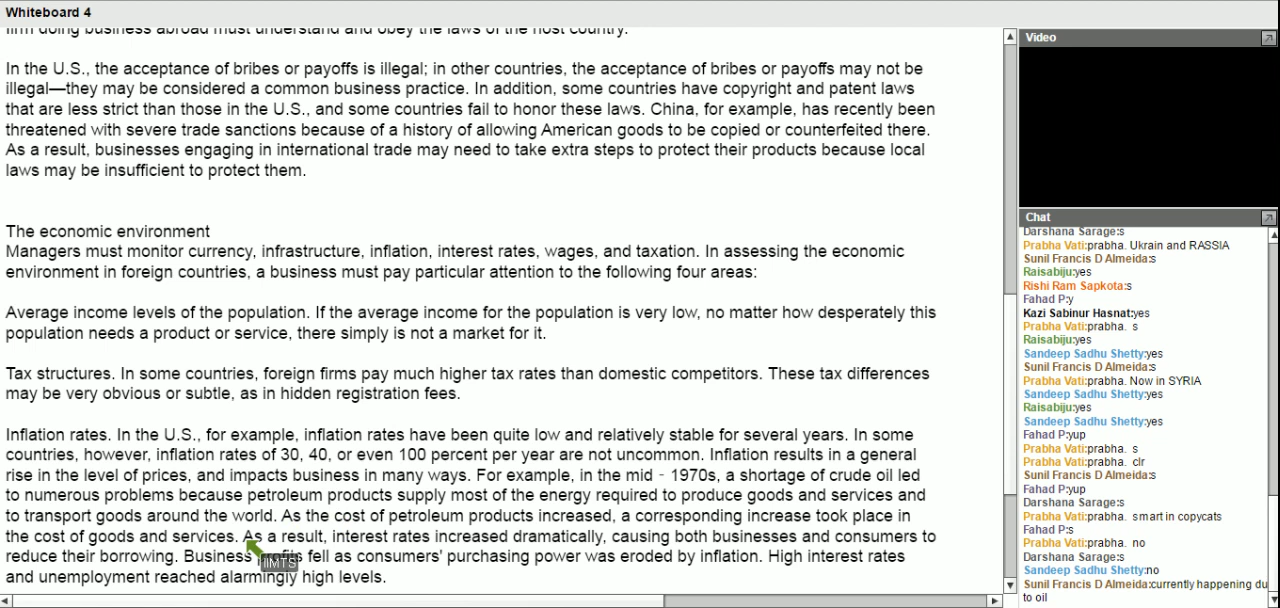 Whiteboard 4
firm doing business abroad must understand and obey the laws of the host country.
In the U.S., the acceptance of bribes or payoffs is illegal; in other countries, the acceptance of bribes or payoffs may not be
illegal—they may be considered a common business practice. In addition, some countries have copyright and patent laws
that are less strict than those in the U.S., and some countries fail to honor these laws. China, for example, has recently been
threatened with severe trade sanctions because of a history of allowing American goods to be copied or counterfeited there.
As a result, businesses engaging in international trade may need to take extra steps to protect their products because local
laws may be insufficient to protect them.
The economic environment
Managers must monitor currency, infrastructure, inflation, interest rates, wages, and taxation. In assessing the economic
environment in foreign countries, a business must pay particular attention to the following four areas:
Average income levels of the population. If the average income for the population is very low, no matter how desperately this
population needs a product or service, there simply is not a market for it.
Tax structures. In some countries, foreign firms pay much higher tax rates than domestic competitors. These tax differences
may be very obvious or subtle, as in hidden registration fees.
Inflation rates. In the U.S., for example, inflation rates have been quite low and relatively stable for several years. In some
countries, however, inflation rates of 30, 40, or even 100 percent per year are not uncommon. Inflation results in a general
rise in the level of prices, and impacts business in many ways. For example, in the mid - 1970s, a shortage of crude oil led
to numerous problems because petroleum products supply most of the energy required to produce goods and services and
to transport goods around the world. As the cost of petroleum products increased, a corresponding increase took place in
the cost of goods and services. As a result, interest rates increased dramatically, causing both businesses and consumers to
reduce their borrowing. Business profits fell as consumers' purchasing power was eroded by inflation. High interest rates
and unemployment reached alarmingly high levels.
IIMTS
Video
Chat
Darshana Sarage:s
Prabha Vati:prabha. Ukrain and RASSIA
Sunil Francis D Almeida:s
Raisabiju:yes
Rishi Ram Sapkota:s
Fahad P:y
Kazi Sabinur Hasnat:yes
Prabha Vati:prabha. s
Raisabiju:yes
Sandeep Sadhu Shetty:yes
Sunil Francis D Almeida:s
Prabha Vati:prabha. Now in SYRIA
Sandeep Sadhu Shetty:yes
Raisabiju:yes
Sandeep Sadhu Shetty:yes
Fahad P:yup
Prabha Vati:prabha. s
Prabha Vati:prabha. clr
Sunil Francis D Almeida:s
Fahad P:yup
Darshana Sarage:s
Prabha Vati:prabha. smart in copycats
Fahad P:s
Prabha Vati:prabha. no
Darshana Sarage:s
Sandeep Sadhu Shetty:no
Sunil Francis D Almeida:currently happening du
to oil